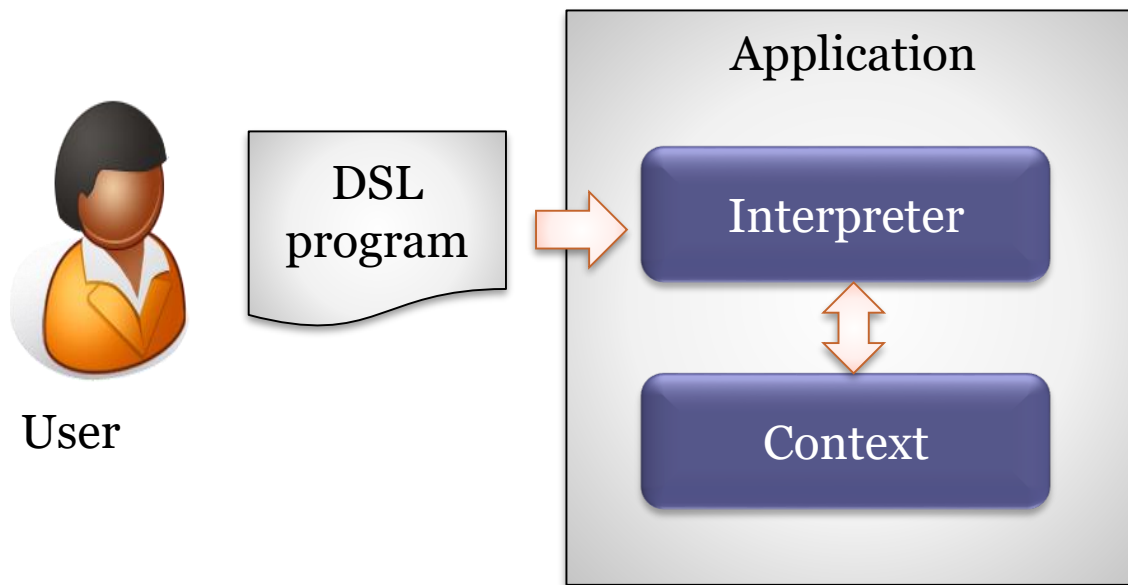 Application
DSL
program
Interpreter
Context
User